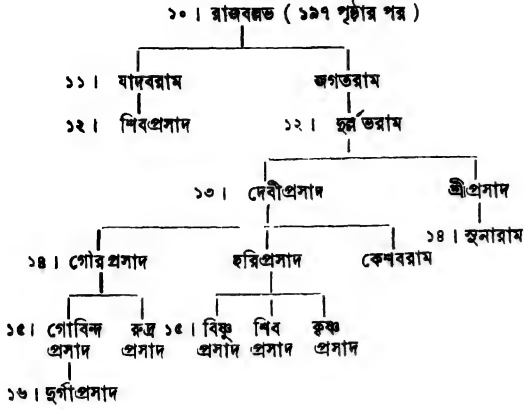 ১০। রাজবল্লভ ( ১৯৭ পৃষ্ঠার পর )
১১। যাদবরাম জগতরাম
১২। শিবপ্রসাদ ১২। দুর্ল্লভরাম
১৩। দেবীপ্রসাদ শ্রীপ্রসাদ
১৪। গৌরপ্রসাদ হরিপ্রসাদ কেশবরাম ১৪। সুনারাম
১৫। গোবিন্দ রুদ্র ১৫। বিষ্ণু শিব কৃষ্ণ
প্রসাদ প্রসাদ প্রসাদ প্রসাদ প্রসাদ
১৬। দুর্গাপ্রসাদ